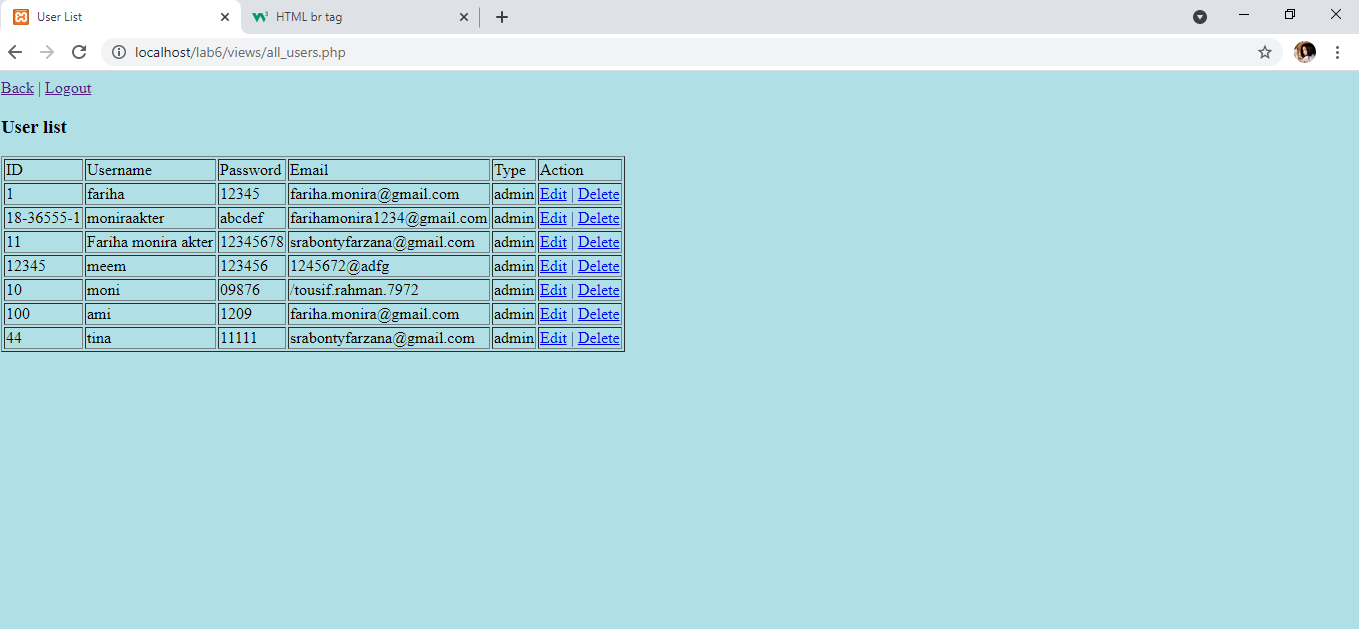 User List
HTML br tag
localhost/lab6/views/all_users.php
Back | Logout
User list
ID Username Password Email Type Action
1 fariha 12345 fariha.monira@gmail.com admin Edit | Delete
18-36555-1 moniraakter abcdef farihamonira1234@gmail.com admin Edit | Delete
11 Fariha monira akter 12345678 srabontyfarzana@gmail.com admin Edit | Delete
12345 meem 123456 1245672@adfg admin Edit | Delete
10 moni 09876 /tousif.rahman.7972 admin Edit | Delete
100 ami 1209 fariha.monira@gmail.com admin Edit | Delete
44 tina 11111 srabontyfarzana@gmail.com admin Edit | Delete